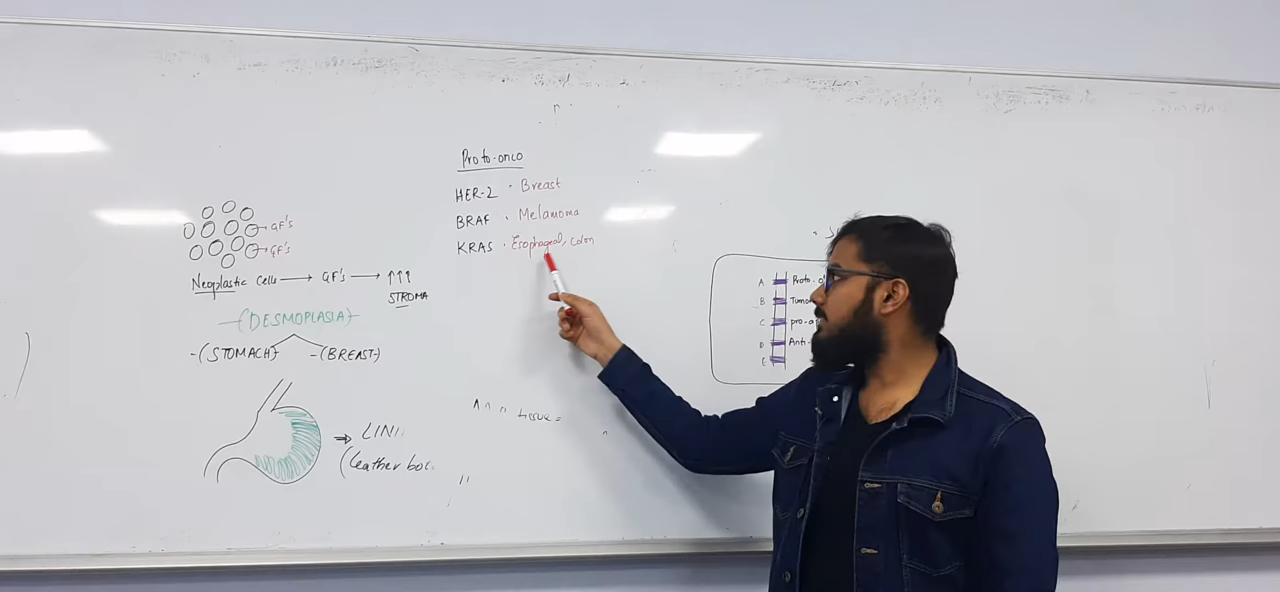 Proto-onco
HER-2 · Breast
BRAF · Melanoma
KRAS · Esophageal, colon
GF's
GF's
Neoplastic Cells → GF's → ↑↑↑
STROMA
-(DESMOPLASIA)-
-(STOMACH) -(BREAST)
⇒ LINI
(leather bot
tissue =
A Proto-o
B Tumo
C pro-a
D Anti-
E